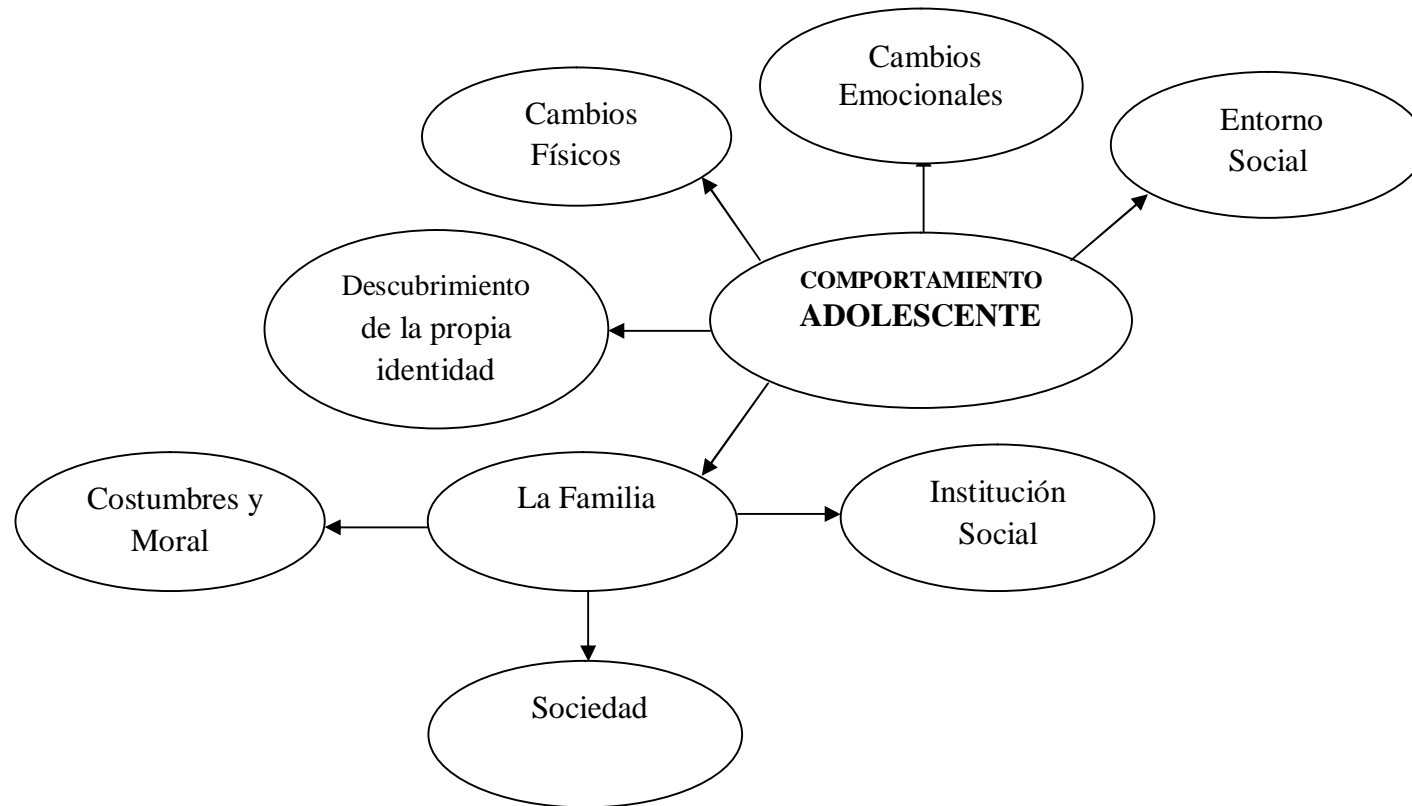 Cambios
Emocionales
Cambios
Físicos
Entorno
Social
COMPORTAMIENTO
ADOLESCENTE
Descubrimiento
de la propia
identidad
Costumbres y
Moral
La Familia
Institución
Social
Sociedad